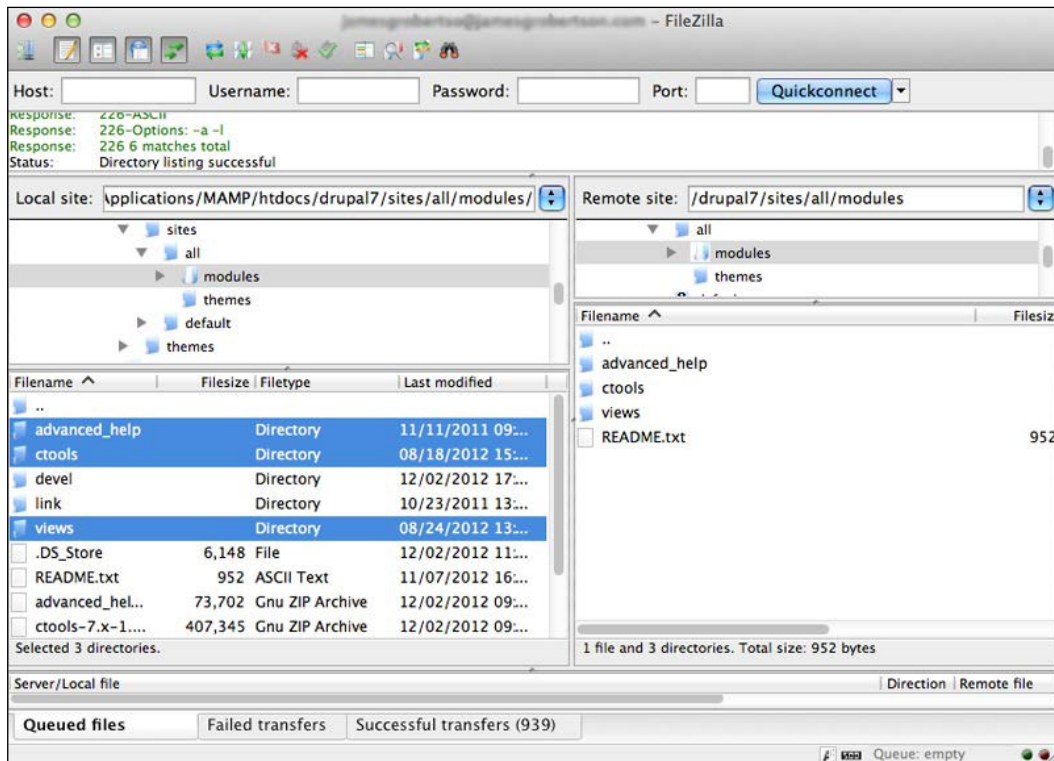 – FileZilla
Host: Username: Password: Port: Quickconnect
Response: 226-ASCII
Response: 226-Options: -a -l
Response: 226 6 matches total
Status: Directory listing successful
Local site: Applications/MAMP/htdocs/drupal7/sites/all/modules/
Remote site: /drupal7/sites/all/modules
sites
all
modules
themes
default
themes
all
modules
themes
Filename Filesize Filetype Last modified
..
advanced_help Directory 11/11/2011 09:...
ctools Directory 08/18/2012 15:...
devel Directory 12/02/2012 17:...
link Directory 10/23/2011 13:...
views Directory 08/24/2012 13:...
.DS_Store 6,148 File 12/02/2012 11:...
README.txt 952 ASCII Text 11/07/2012 16:...
advanced_hel... 73,702 Gnu ZIP Archive 12/02/2012 09:...
ctools-7.x-1.... 407,345 Gnu ZIP Archive 12/02/2012 09:...
Selected 3 directories.
Filename Filesiz
..
advanced_help
ctools
views
README.txt 952
1 file and 3 directories. Total size: 952 bytes
Server/Local file Direction Remote file
Queued files Failed transfers Successful transfers (939)
Queue: empty